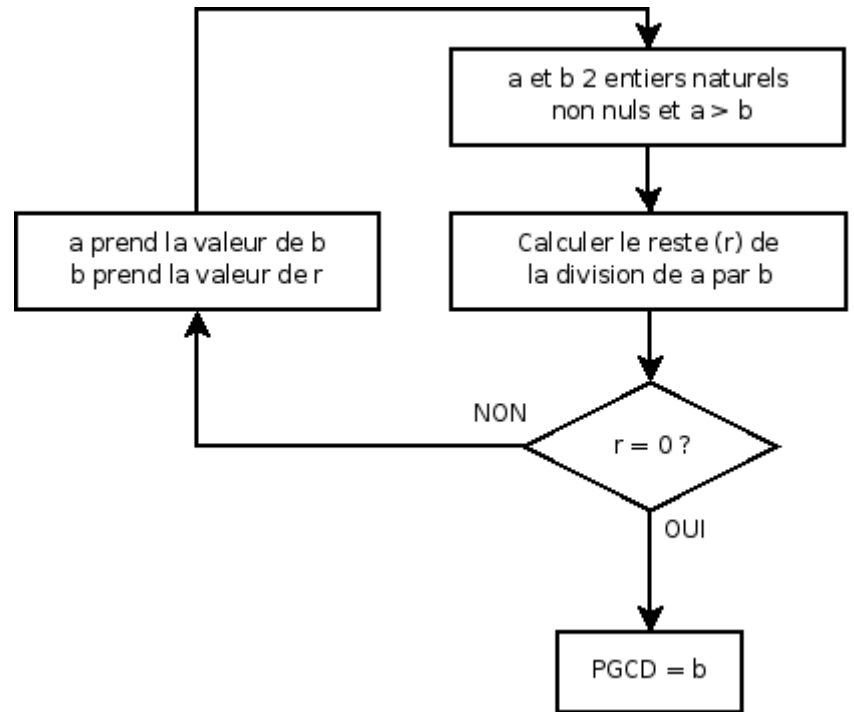 a et b 2 entiers naturels
non nuls et a > b
a prend la valeur de b
b prend la valeur de r
Calculer le reste (r) de
la division de a par b
NON
r = 0 ?
OUI
PGCD = b